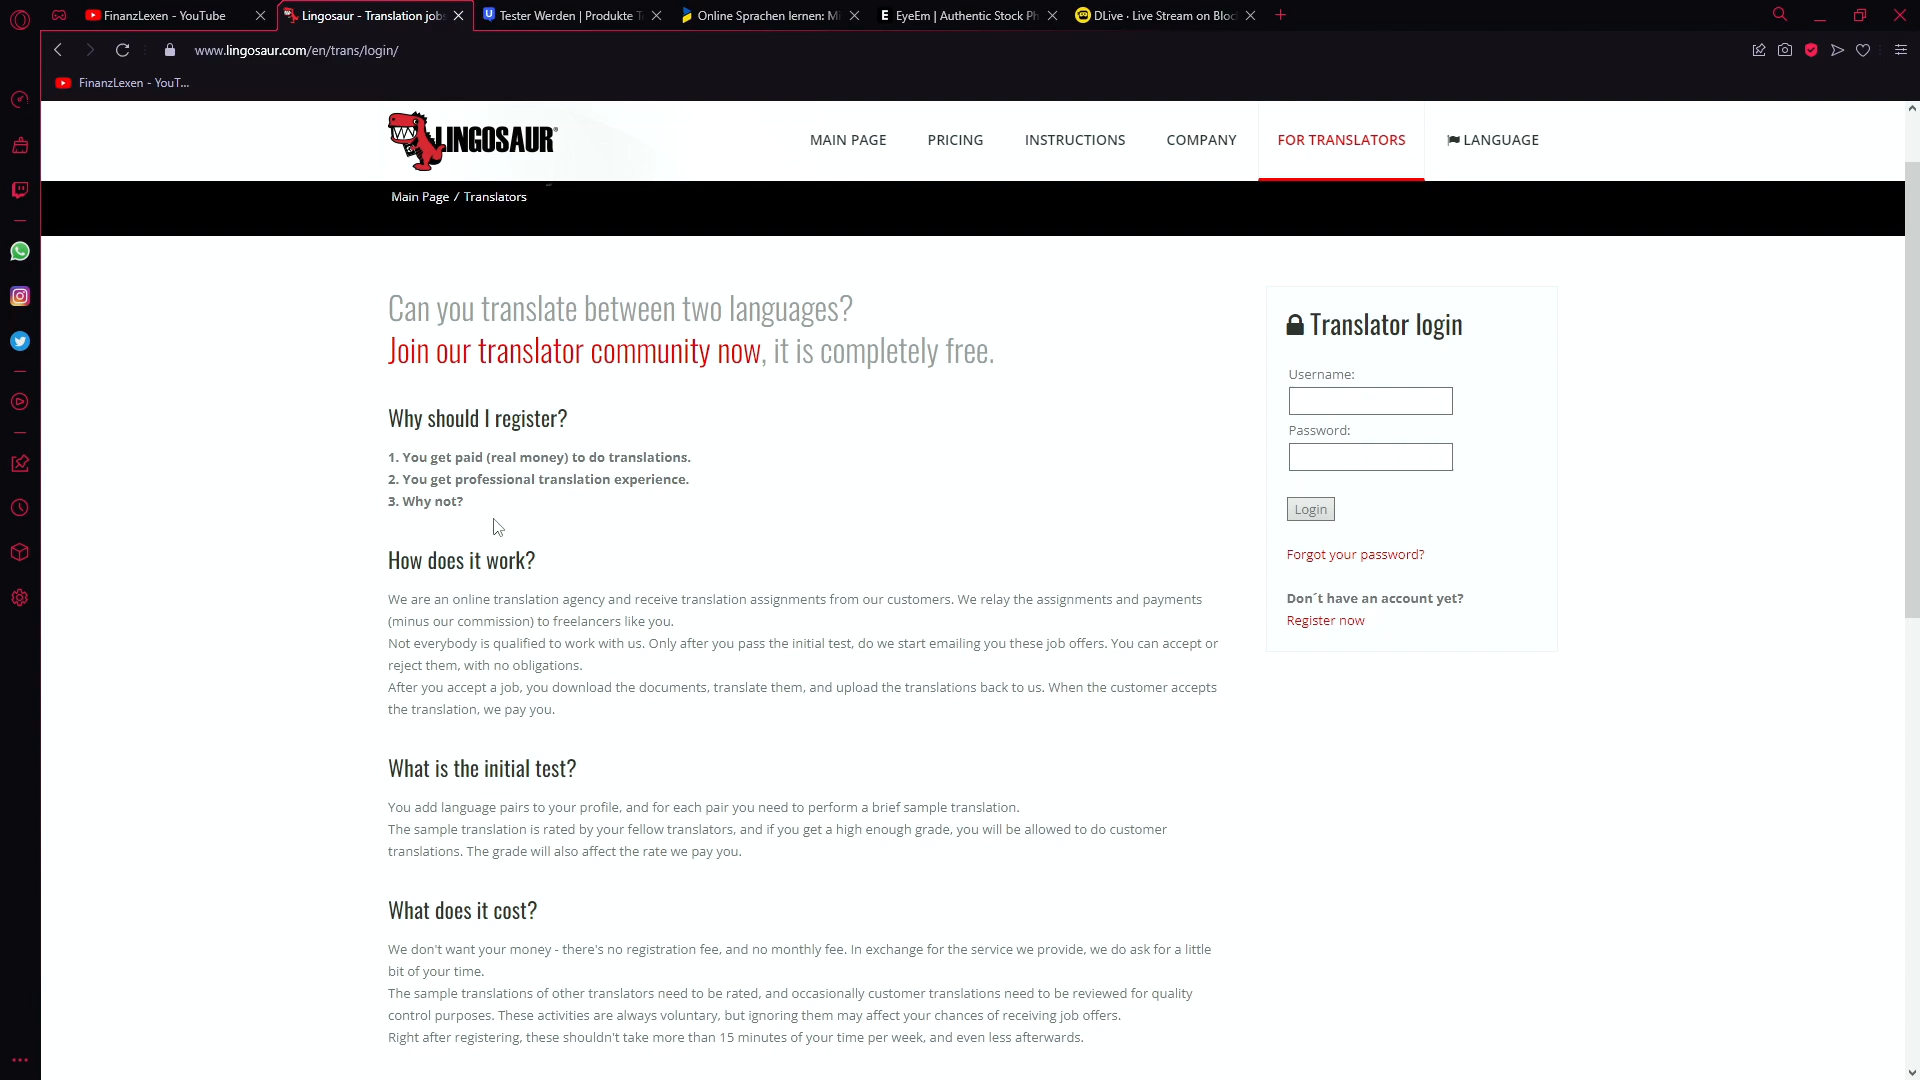 FinanzLexen - YouTube
Lingosaur - Translation job
Tester Werden | Produkte T
Online Sprachen lernen: Mi
EyeEm | Authentic Stock Ph
DLive · Live Stream on Bloc
www.lingosaur.com/en/trans/login/
FinanzLexen - YouT...
LINGOSAUR
MAIN PAGE
PRICING
INSTRUCTIONS
COMPANY
FOR TRANSLATORS
LANGUAGE
Main Page / Translators
Can you translate between two languages?
Join our translator community now, it is completely free.
Why should I register?
1. You get paid (real money) to do translations.
2. You get professional translation experience.
3. Why not?
How does it work?
We are an online translation agency and receive translation assignments from our customers. We relay the assignments and payments
(minus our commission) to freelancers like you.
Not everybody is qualified to work with us. Only after you pass the initial test, do we start emailing you these job offers. You can accept or
reject them, with no obligations.
After you accept a job, you download the documents, translate them, and upload the translations back to us. When the customer accepts
the translation, we pay you.
What is the initial test?
You add language pairs to your profile, and for each pair you need to perform a brief sample translation.
The sample translation is rated by your fellow translators, and if you get a high enough grade, you will be allowed to do customer
translations. The grade will also affect the rate we pay you.
What does it cost?
We don't want your money - there's no registration fee, and no monthly fee. In exchange for the service we provide, we do ask for a little
bit of your time.
The sample translations of other translators need to be rated, and occasionally customer translations need to be reviewed for quality
control purposes. These activities are always voluntary, but ignoring them may affect your chances of receiving job offers.
Right after registering, these shouldn't take more than 15 minutes of your time per week, and even less afterwards.
Translator login
Username:
Password:
Login
Forgot your password?
Don´t have an account yet?
Register now